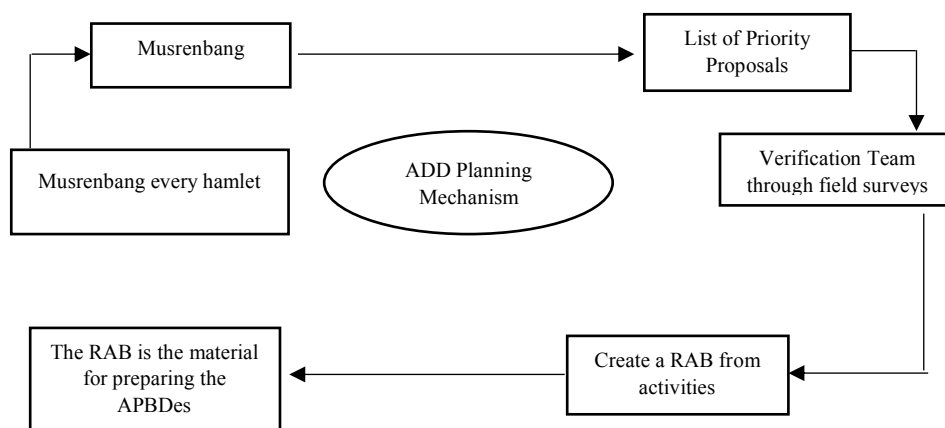 Musrenbang
List of Priority
Proposals
Musrenbang every hamlet
ADD Planning
Mechanism
Verification Team
through field surveys
The RAB is the material
for preparing the
APBDes
Create a RAB from
activities